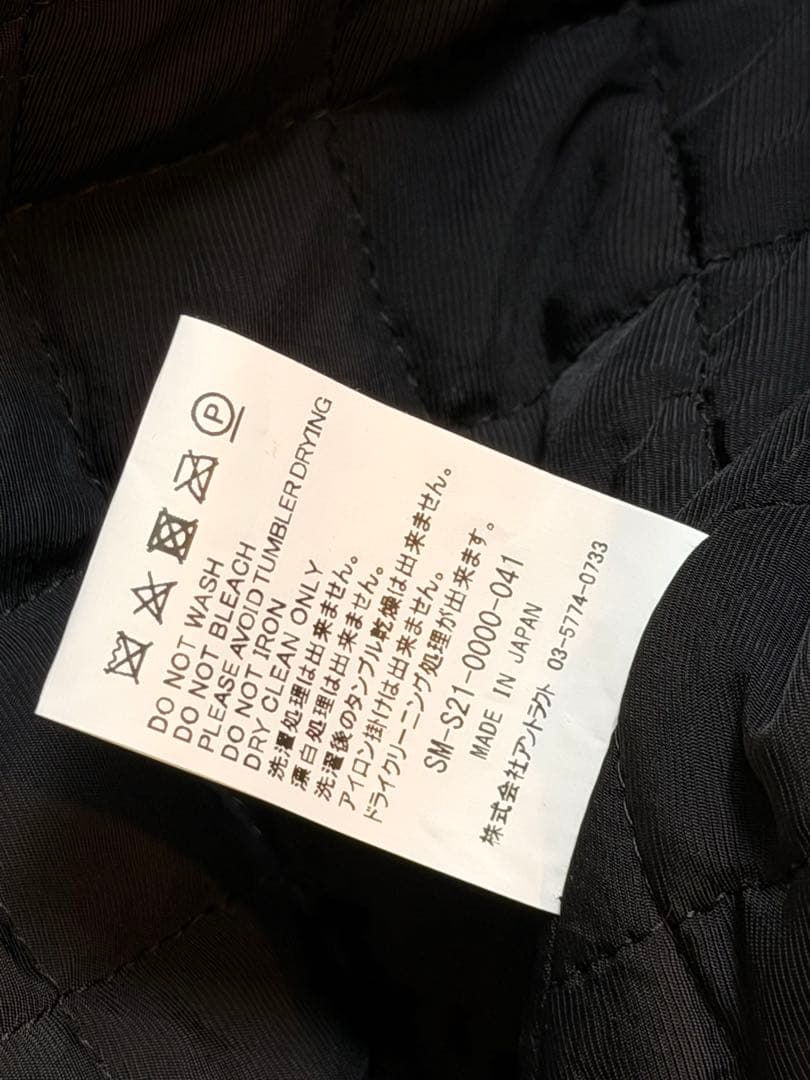 P
DO NOT WASH
DO NOT BLEACH
PLEASE AVOID TUMBLER DRYING
DO NOT IRON
DRY CLEAN ONLY
洗濯処理は出来ません。
漂白処理は出来ません。
洗濯後のタンブル乾燥は出来ません。
アイロン掛けは出来ません。
ドライクリーニング処理が出来ます。
SM-S21-0000-041
MADE IN JAPAN
株式会社アントラクト 03-5774-0733